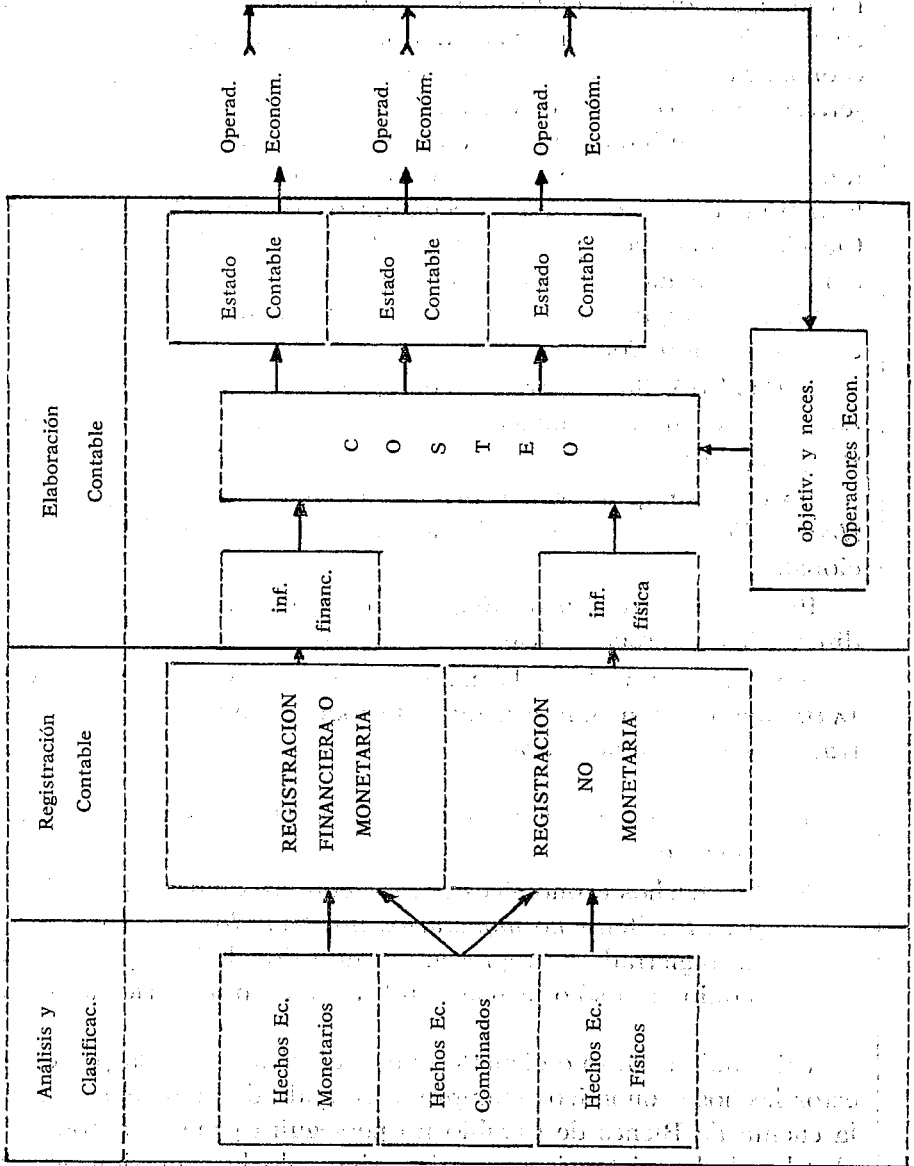 Análisis y
Clasificac..
Registración
Contable
Elaboración
Contable
Hechos Ec.
Monetarios
Hechos Ec.
Combinados
Hechos Ec.
Físicos
REGISTRACION
FINANCIERA O
MONETARIA
REGISTRACION
NO
MONETARIA
inf.
financ.
inf.
física
C
O
S
T
E
O
Estado
Contable
Estado
Contable
Estado
Contable
objetiv. y neces.
Operadores Econ.
Operad.
Económ.
Operad.
Económ.
Operad.
Económ.